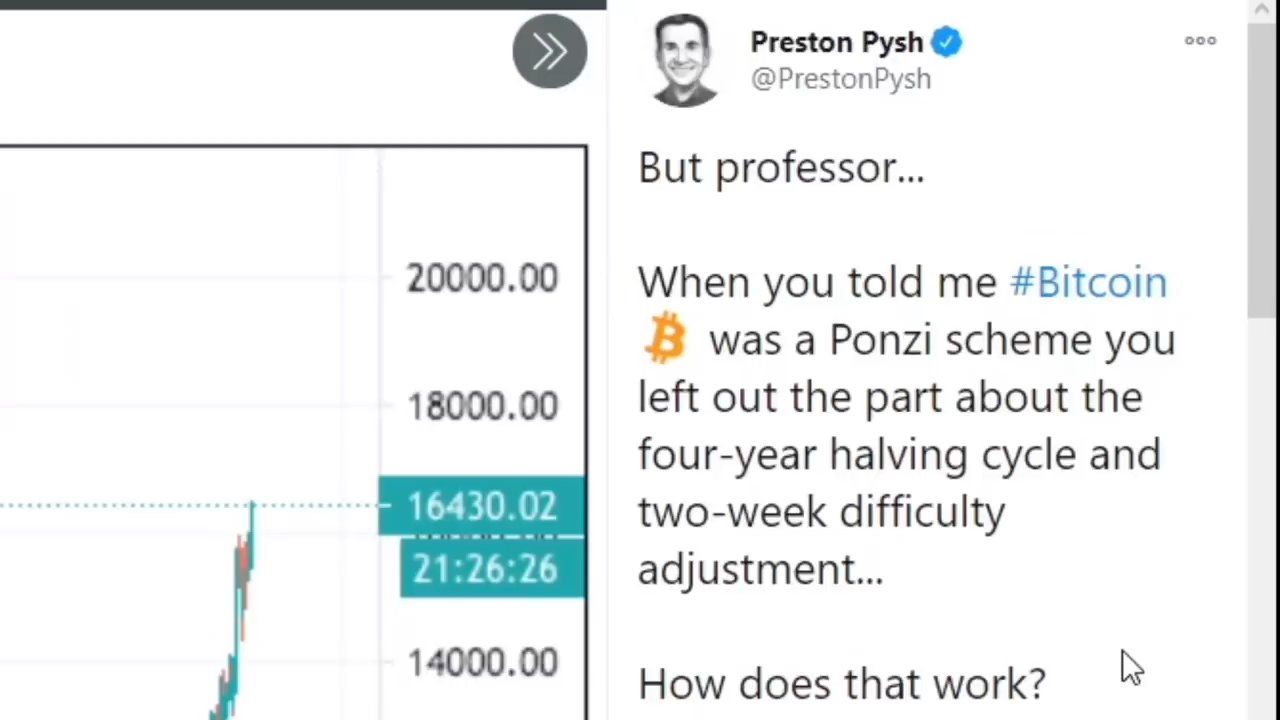 20000.00
18000.00
16430.02
21:26:26
14000.00
Preston Pysh
@PrestonPysh
But professor...
When you told me #Bitcoin
was a Ponzi scheme you
left out the part about the
four-year halving cycle and
two-week difficulty
adjustment...
How does that work?